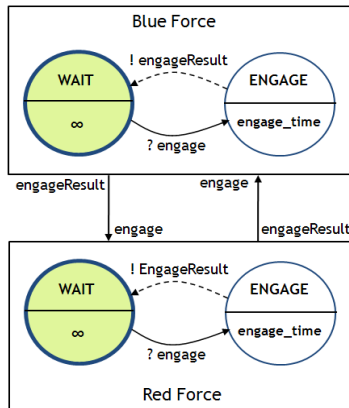 Blue Force
! engageResult
WAIT
ENGAGE
∞
engage_time
? engage
engageResult
engage
engage
engageResult
! EngageResult
WAIT
ENGAGE
∞
engage_time
? engage
Red Force